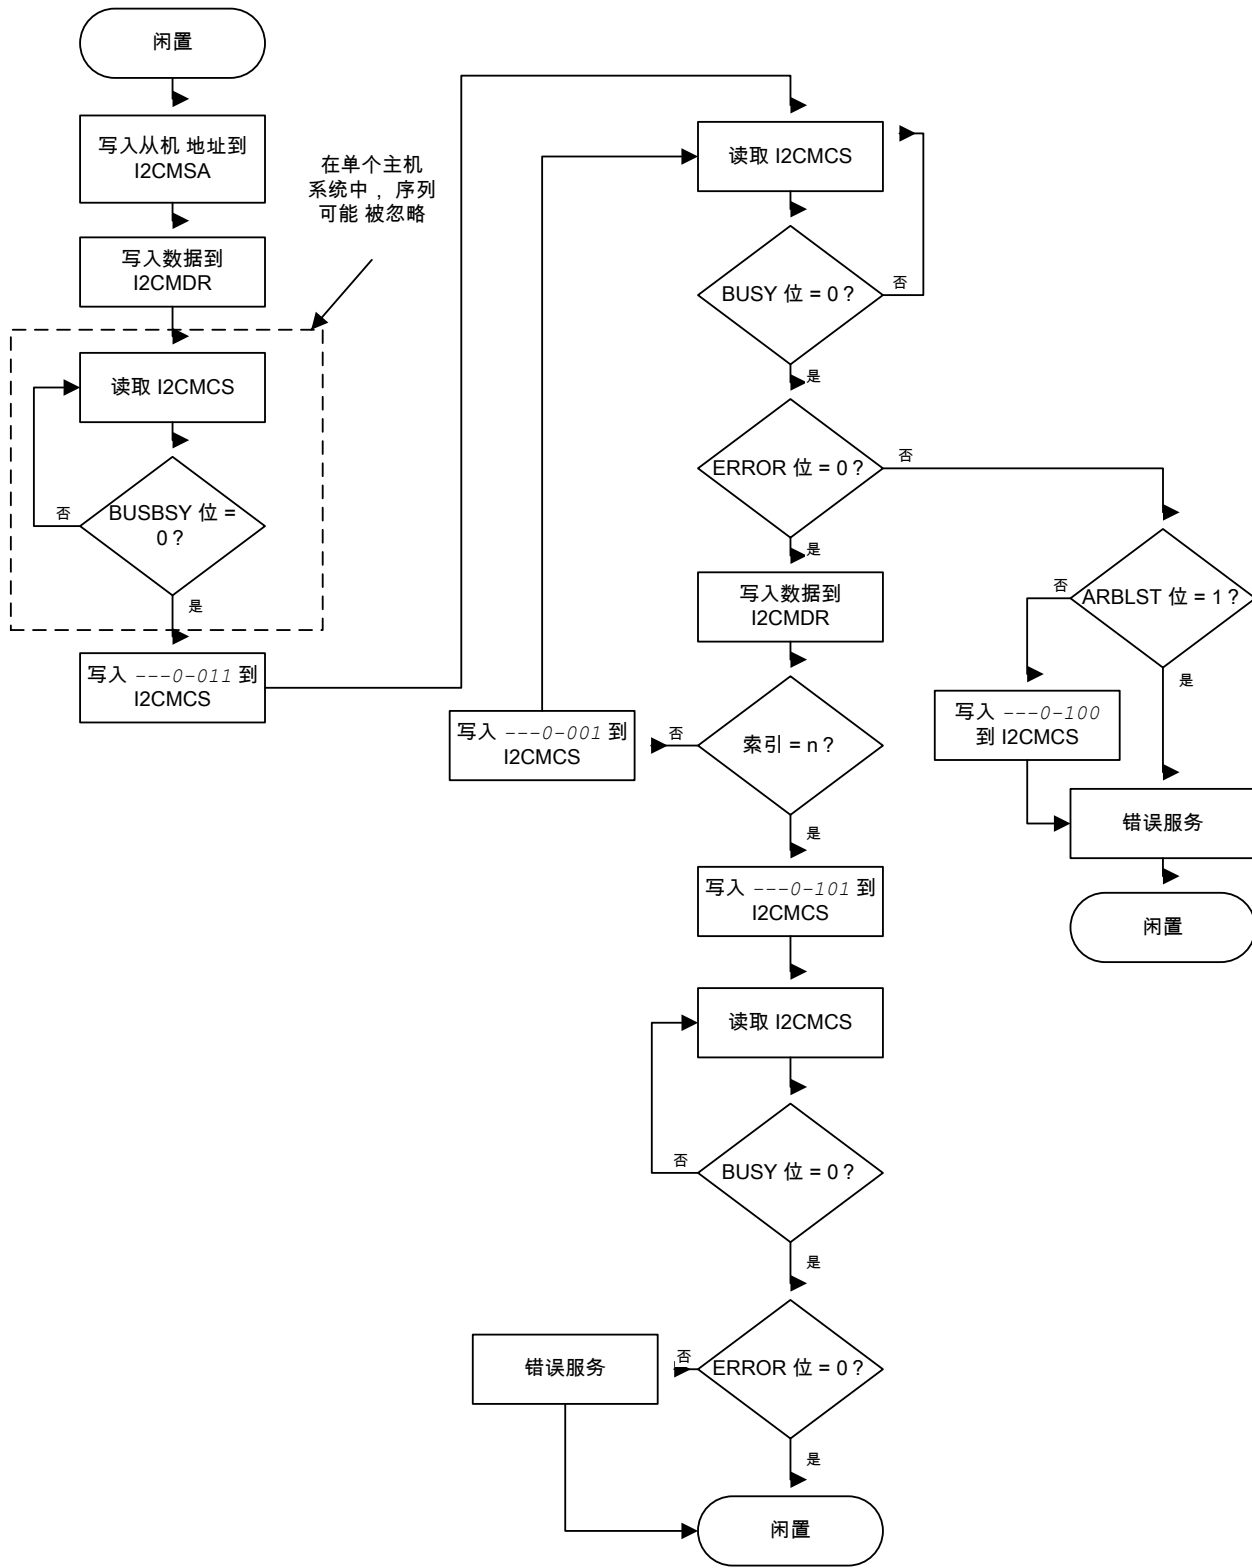 闲置
写入从机 地址到
I2CMSA
写入数据到
I2CMDR
在单个主机
系统中 ，序列
可能 被忽略
读取 I2CMCS
BUSBSY 位 =
0 ?
否
是
写入 ---0-011 到
I2CMCS
读取 I2CMCS
BUSY 位 = 0 ?
否
是
ERROR 位 = 0 ?
否
是
写入数据到
I2CMDR
索引 = n ?
否
写入 ---0-001 到
I2CMCS
是
ARBLST 位 = 1 ?
否
是
写入 ---0-100
到 I2CMCS
错误服务
闲置
写入 ---0-101 到
I2CMCS
读取 I2CMCS
BUSY 位 = 0 ?
否
是
ERROR 位 = 0 ?
否
错误服务
是
闲置